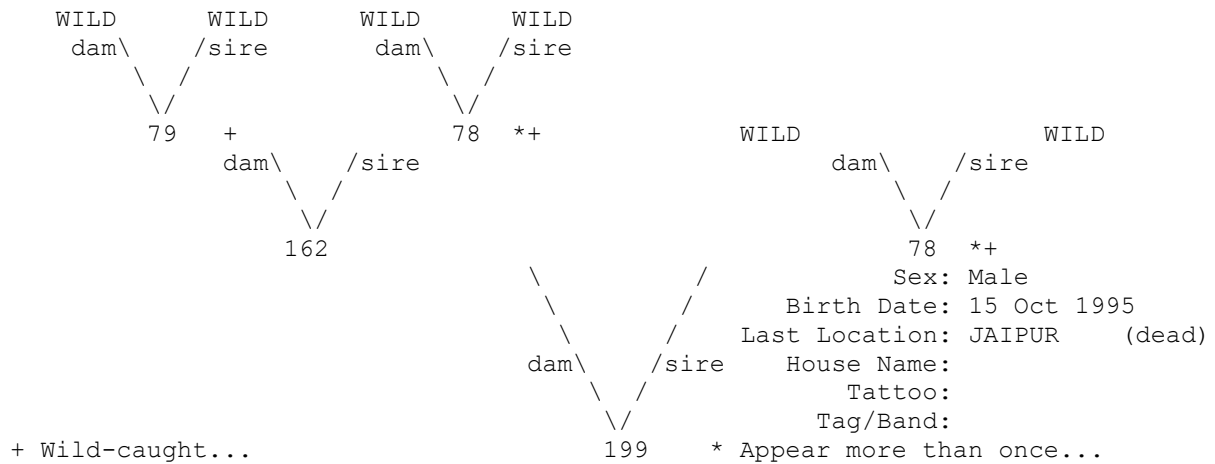 WILD WILD WILD WILD
dam\ /sire dam\ /sire
\ / \ /
\/ \/
79 + 78 *+ WILD WILD
dam\ /sire dam\ /sire
\ / \ /
\/ \/
162 78 *+
\ / Sex: Male
\ / Birth Date: 15 Oct 1995
\ / Last Location: JAIPUR (dead)
dam\ /sire House Name:
\ / Tattoo:
\/ Tag/Band:
+ Wild-caught... 199 * Appear more than once...